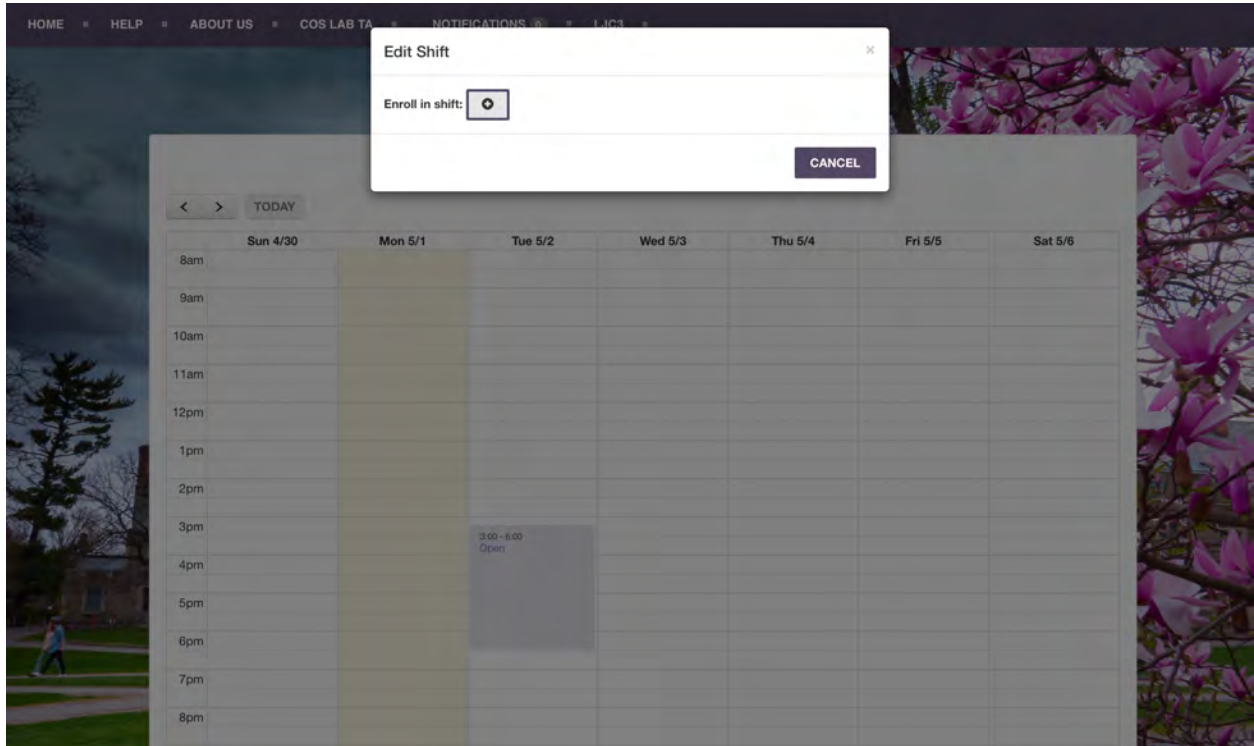 HOME HELP ABOUT US COS LAB TA NOTIFICATIONS 0 LJC3
Edit Shift ×
Enroll in shift:
CANCEL
< > TODAY
Sun 4/30 Mon 5/1 Tue 5/2 Wed 5/3 Thu 5/4 Fri 5/5 Sat 5/6
8am
9am
10am
11am
12pm
1pm
2pm
3pm
3:00 - 6:00
Open
4pm
5pm
6pm
7pm
8pm